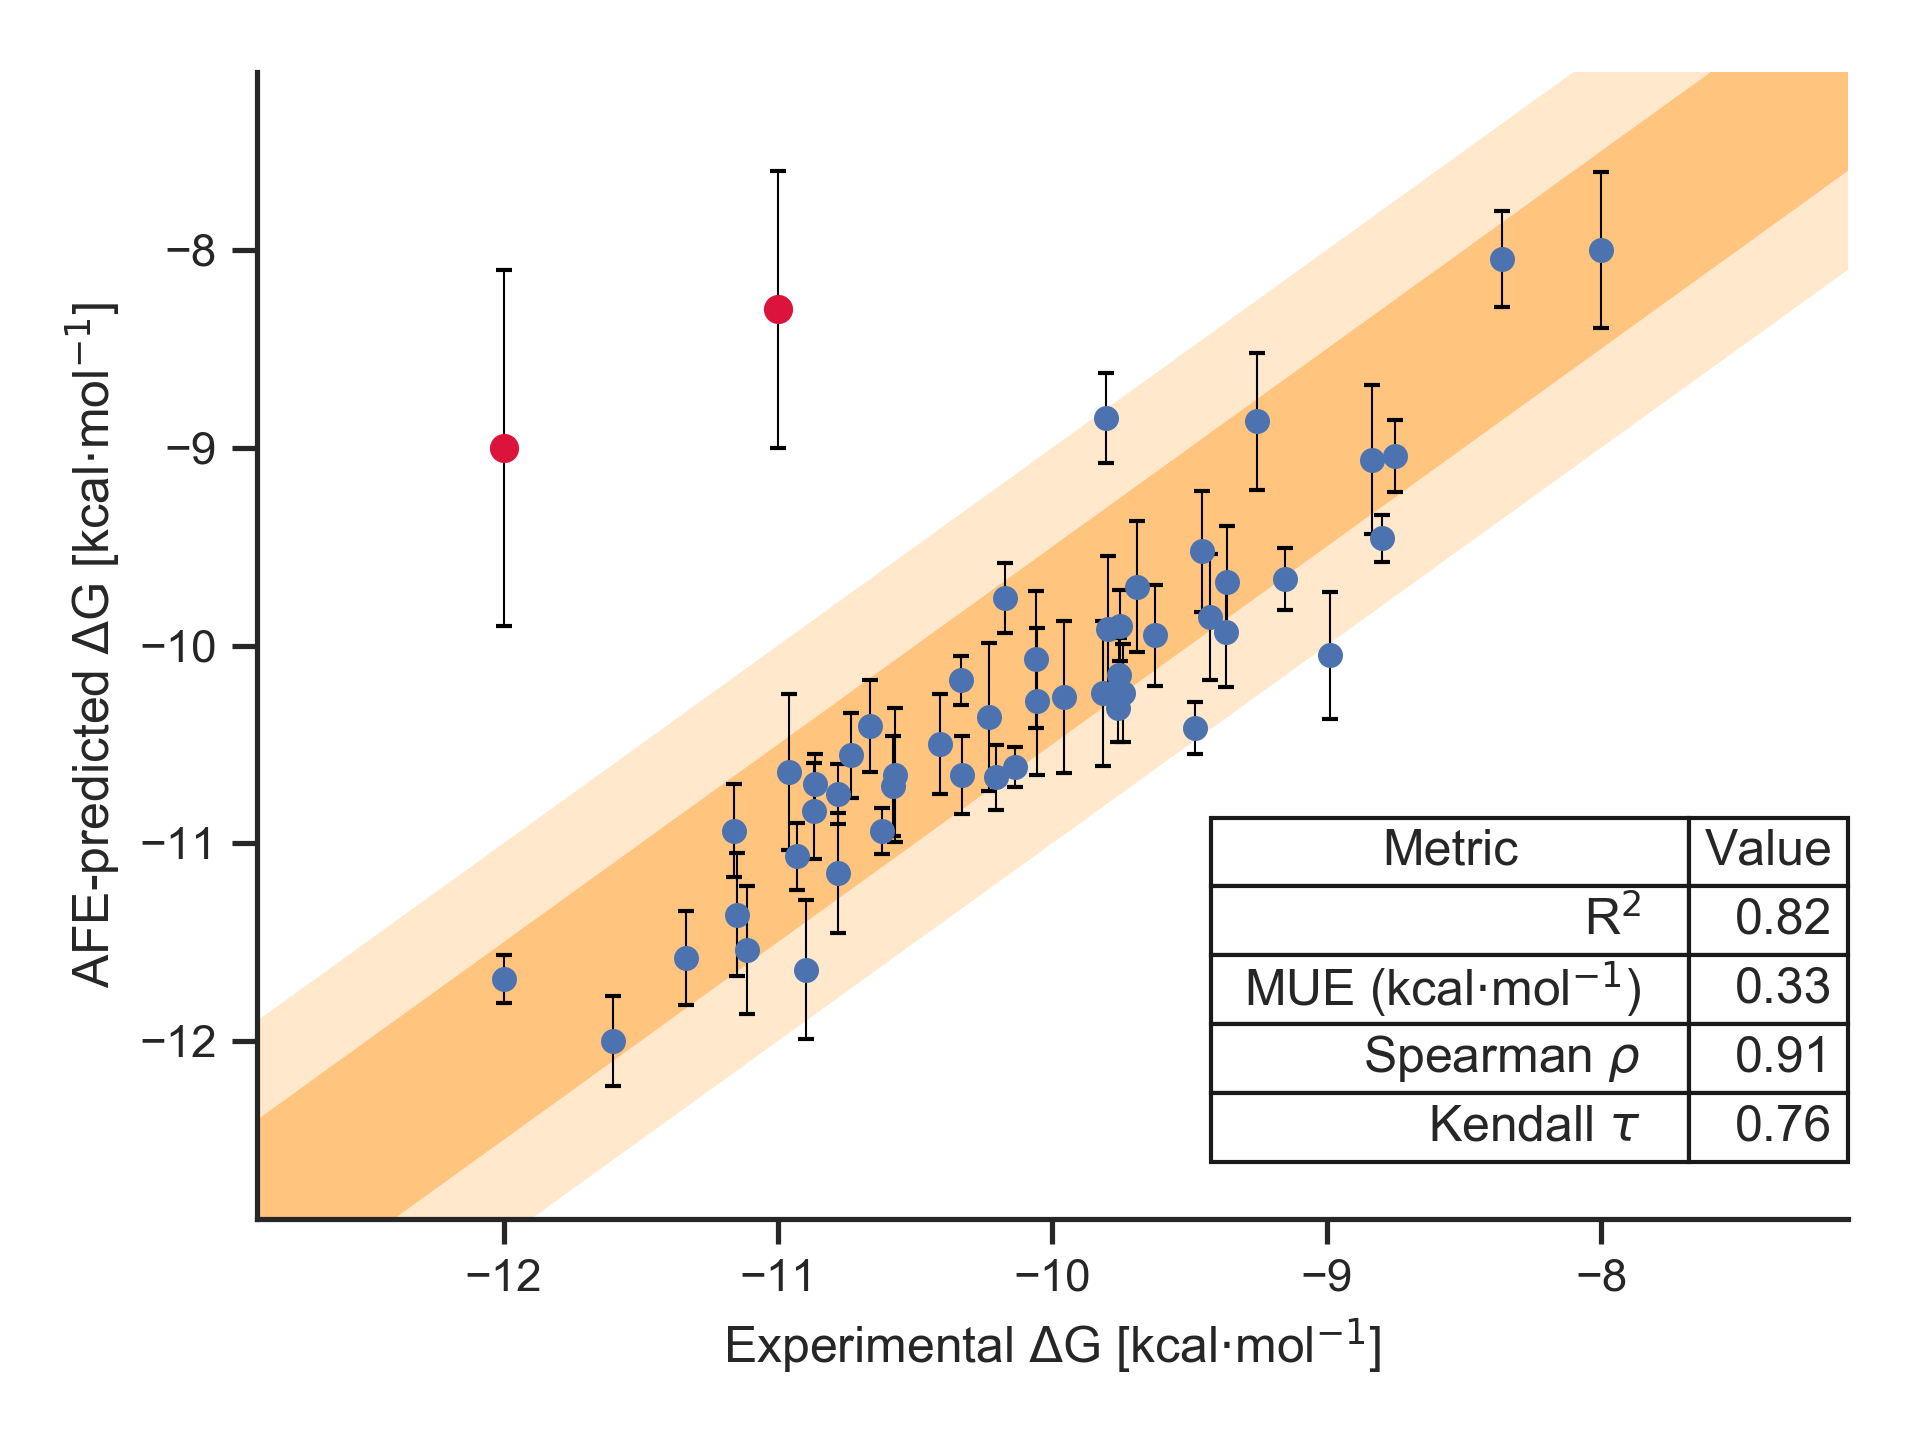 AFE-predicted ΔG [kcal·mol⁻¹]
−8
−9
−10
−11
−12
Metric Value
R² 0.82
MUE (kcal·mol⁻¹) 0.33
Spearman ρ 0.91
Kendall τ 0.76
−12 −11 −10 −9 −8
Experimental ΔG [kcal·mol⁻¹]